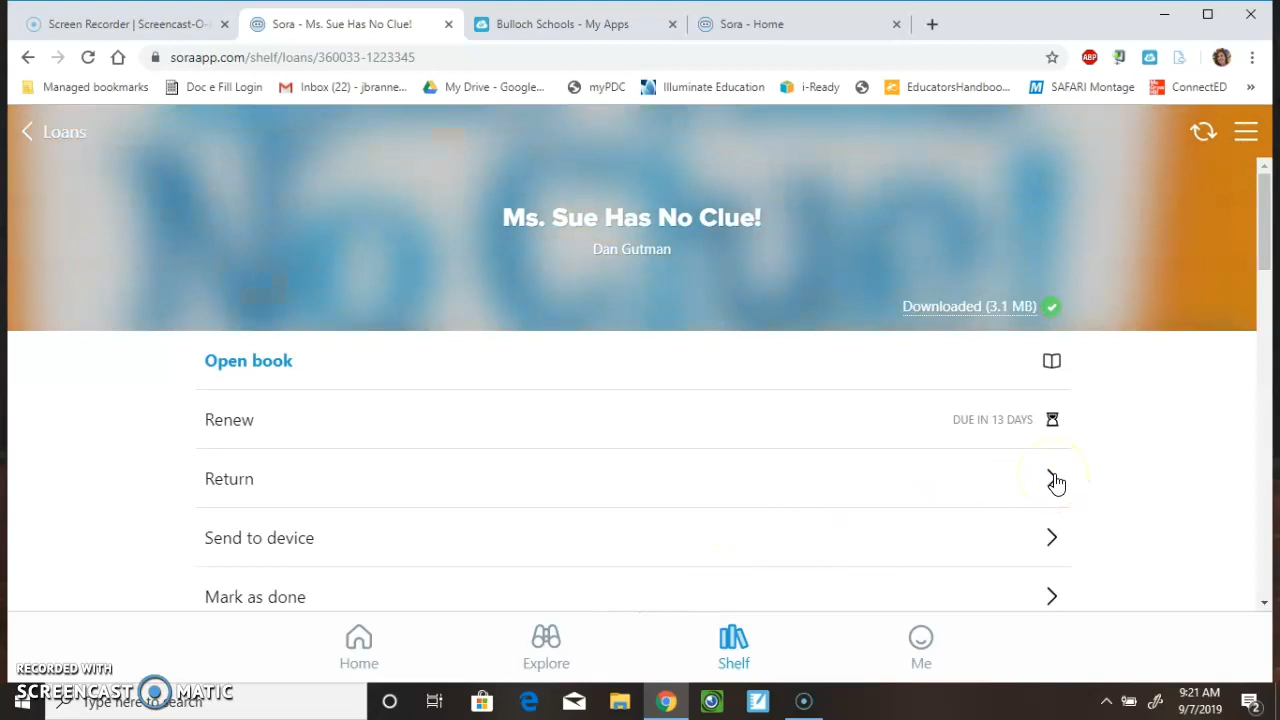 Screen Recorder | Screencast-O-
Sora - Ms. Sue Has No Clue!
Bulloch Schools - My Apps
Sora - Home
soraapp.com/shelf/loans/360033-1223345
ABP
Managed bookmarks
Doc e Fill Login
Inbox (22) - jbranne...
My Drive - Google...
myPDC
Illuminate Education
i-Ready
EducatorsHandboo...
SAFARI Montage
ConnectED
Loans
Ms. Sue Has No Clue!
Dan Gutman
Downloaded (3.1 MB)
Open book
Renew
DUE IN 13 DAYS
Return
Send to device
Mark as done
Home
Explore
Shelf
Me
RECORDED WITH
SCREENCAST MATIC
Type here to search
9:21 AM
9/7/2019
2